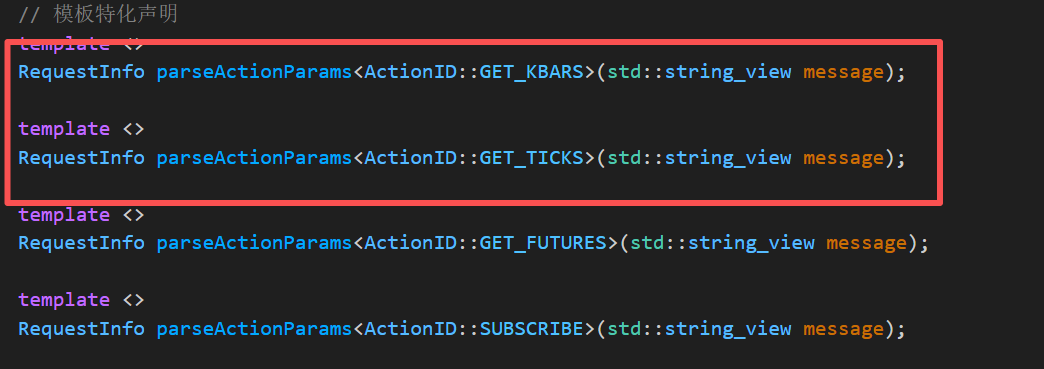 // 模板特化声明
template <>
RequestInfo parseActionParams<ActionID::GET_KBARS>(std::string_view message);
template <>
RequestInfo parseActionParams<ActionID::GET_TICKS>(std::string_view message);
template <>
RequestInfo parseActionParams<ActionID::GET_FUTURES>(std::string_view message);
template <>
RequestInfo parseActionParams<ActionID::SUBSCRIBE>(std::string_view message);